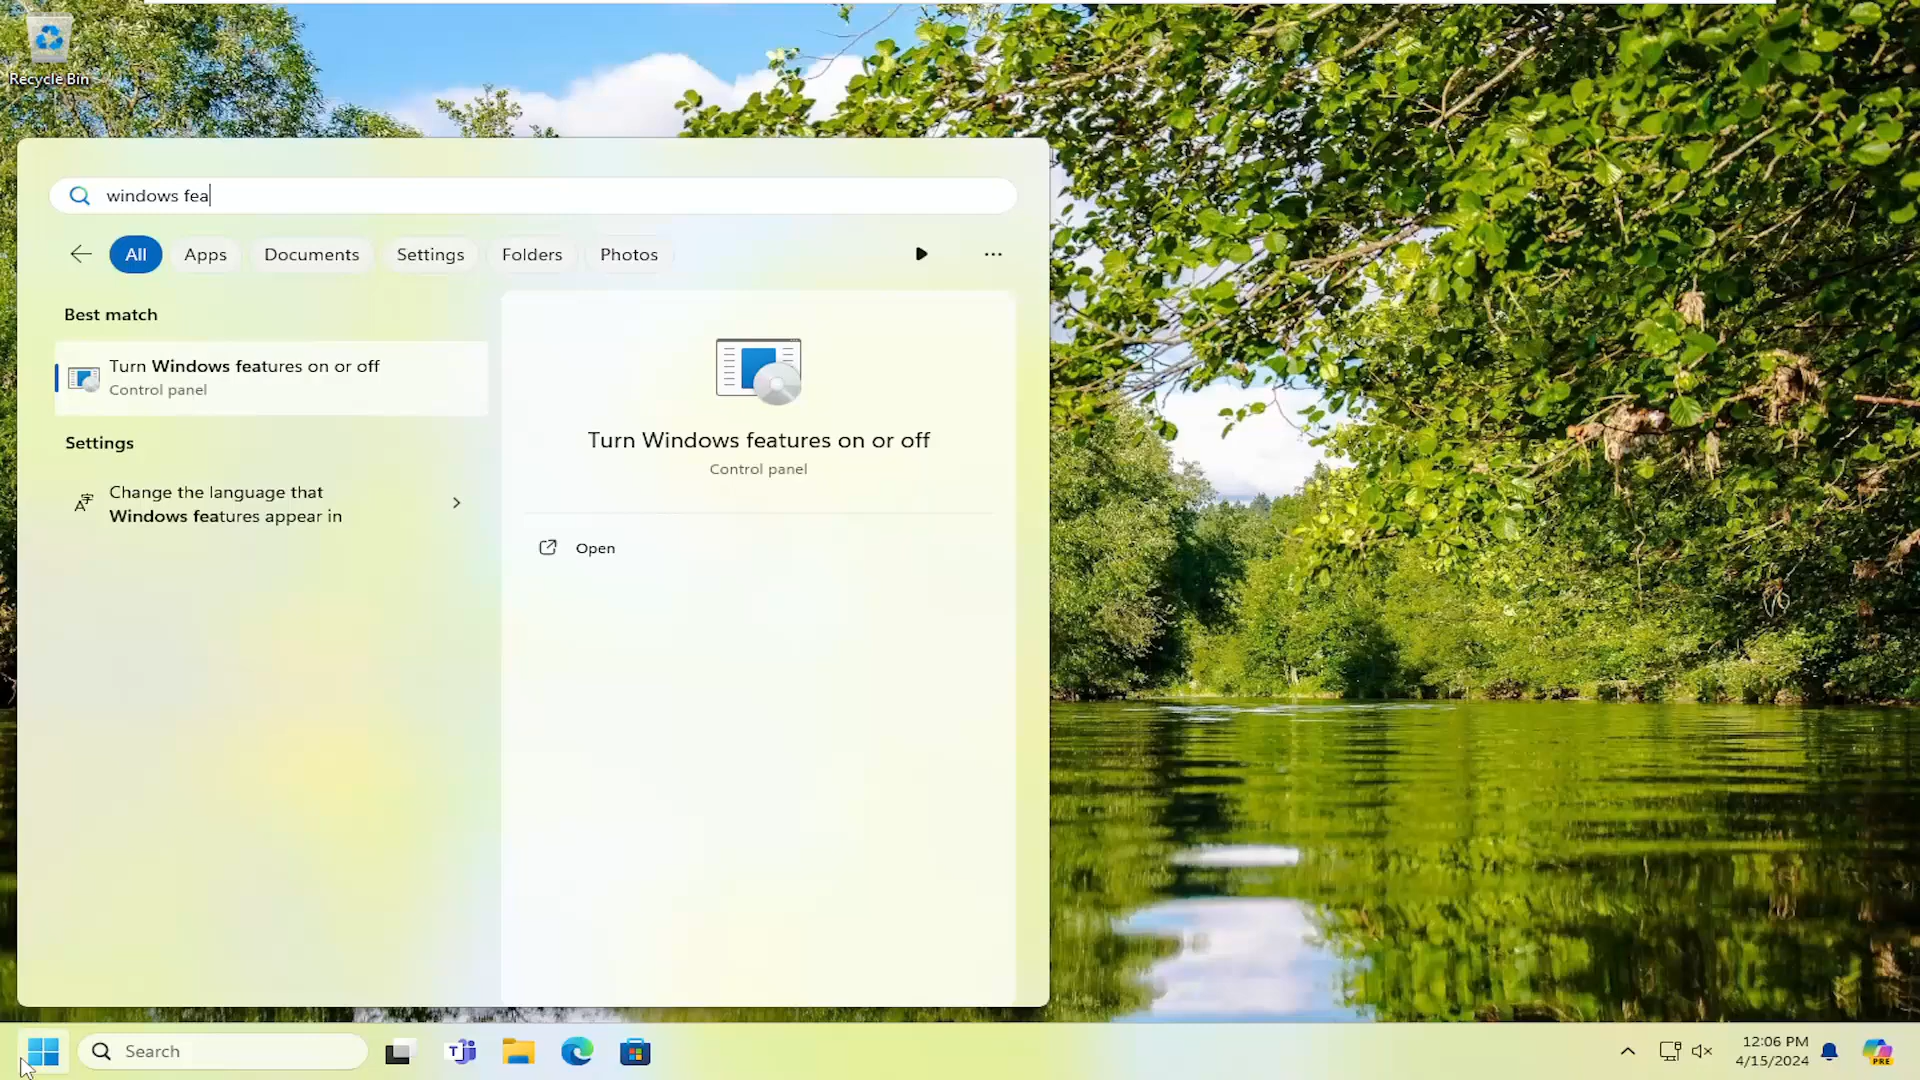 Recycle Bin
windows fea
All Apps Documents Settings Folders Photos
Best match
Turn Windows features on or off
Control panel
Settings
Change the language that
Windows features appear in
Turn Windows features on or off
Control panel
Open
Search
12:06 PM
4/15/2024
PRE